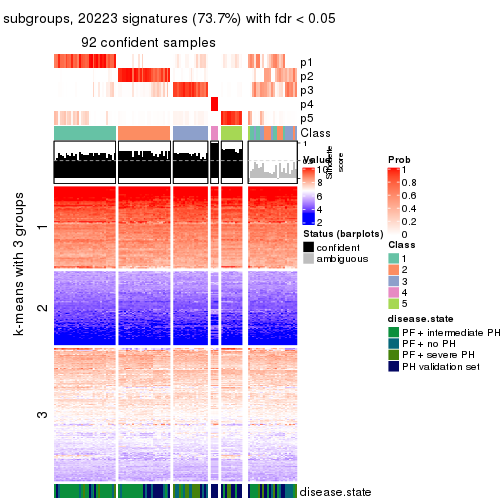 subgroups, 20223 signatures (73.7%) with fdr < 0.05
92 confident samples
p1
p2
p3
p4
p5
Class
1
score
k-means with 3 groups
1
2
3
disease.state
Value
10
8
6
4
2
Status (barplots)
confident
ambiguous
Prob
1
0.8
0.6
0.4
0.2
0
Class
1
2
3
4
5
disease.state
PF + intermediate PH
PF + no PH
PF + severe PH
PH validation set